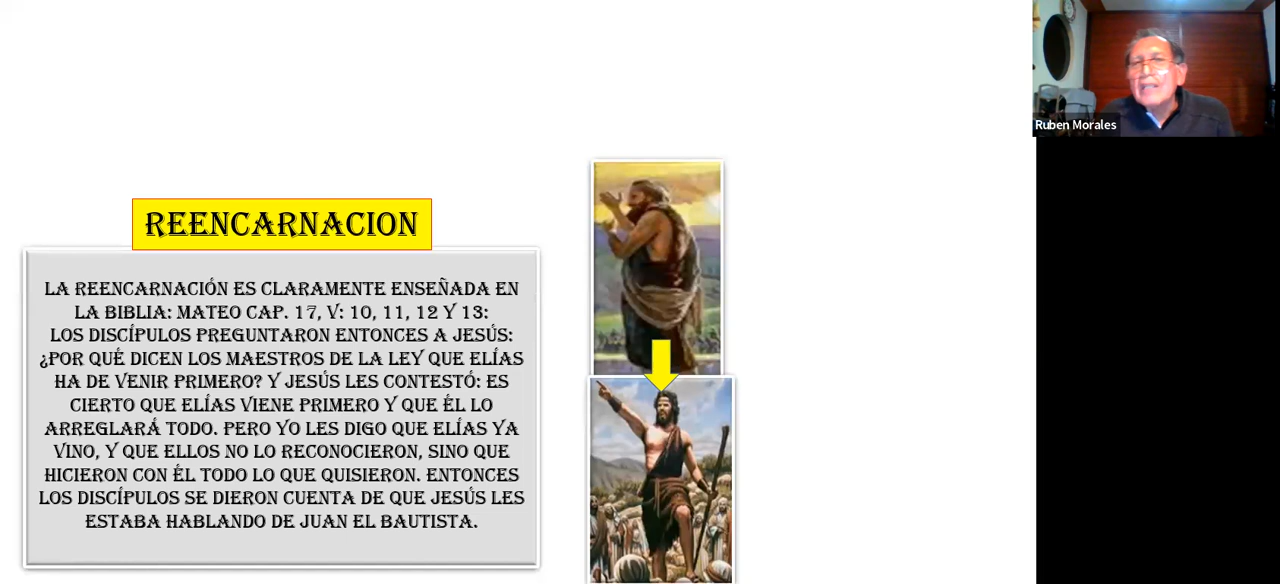 REENCARNACION
LA REENCARNACIÓN ES CLARAMENTE ENSEÑADA EN
LA BIBLIA: MATEO CAP. 17, V: 10, 11, 12 Y 13:
LOS DISCÍPULOS PREGUNTARON ENTONCES A JESÚS:
¿POR QUÉ DICEN LOS MAESTROS DE LA LEY QUE ELÍAS
HA DE VENIR PRIMERO? Y JESÚS LES CONTESTÓ: ES
CIERTO QUE ELÍAS VIENE PRIMERO Y QUE ÉL LO
ARREGLARÁ TODO. PERO YO LES DIGO QUE ELÍAS YA
VINO, Y QUE ELLOS NO LO RECONOCIERON, SINO QUE
HICIERON CON ÉL TODO LO QUE QUISIERON. ENTONCES
LOS DISCÍPULOS SE DIERON CUENTA DE QUE JESÚS LES
ESTABA HABLANDO DE JUAN EL BAUTISTA.
Ruben Morales